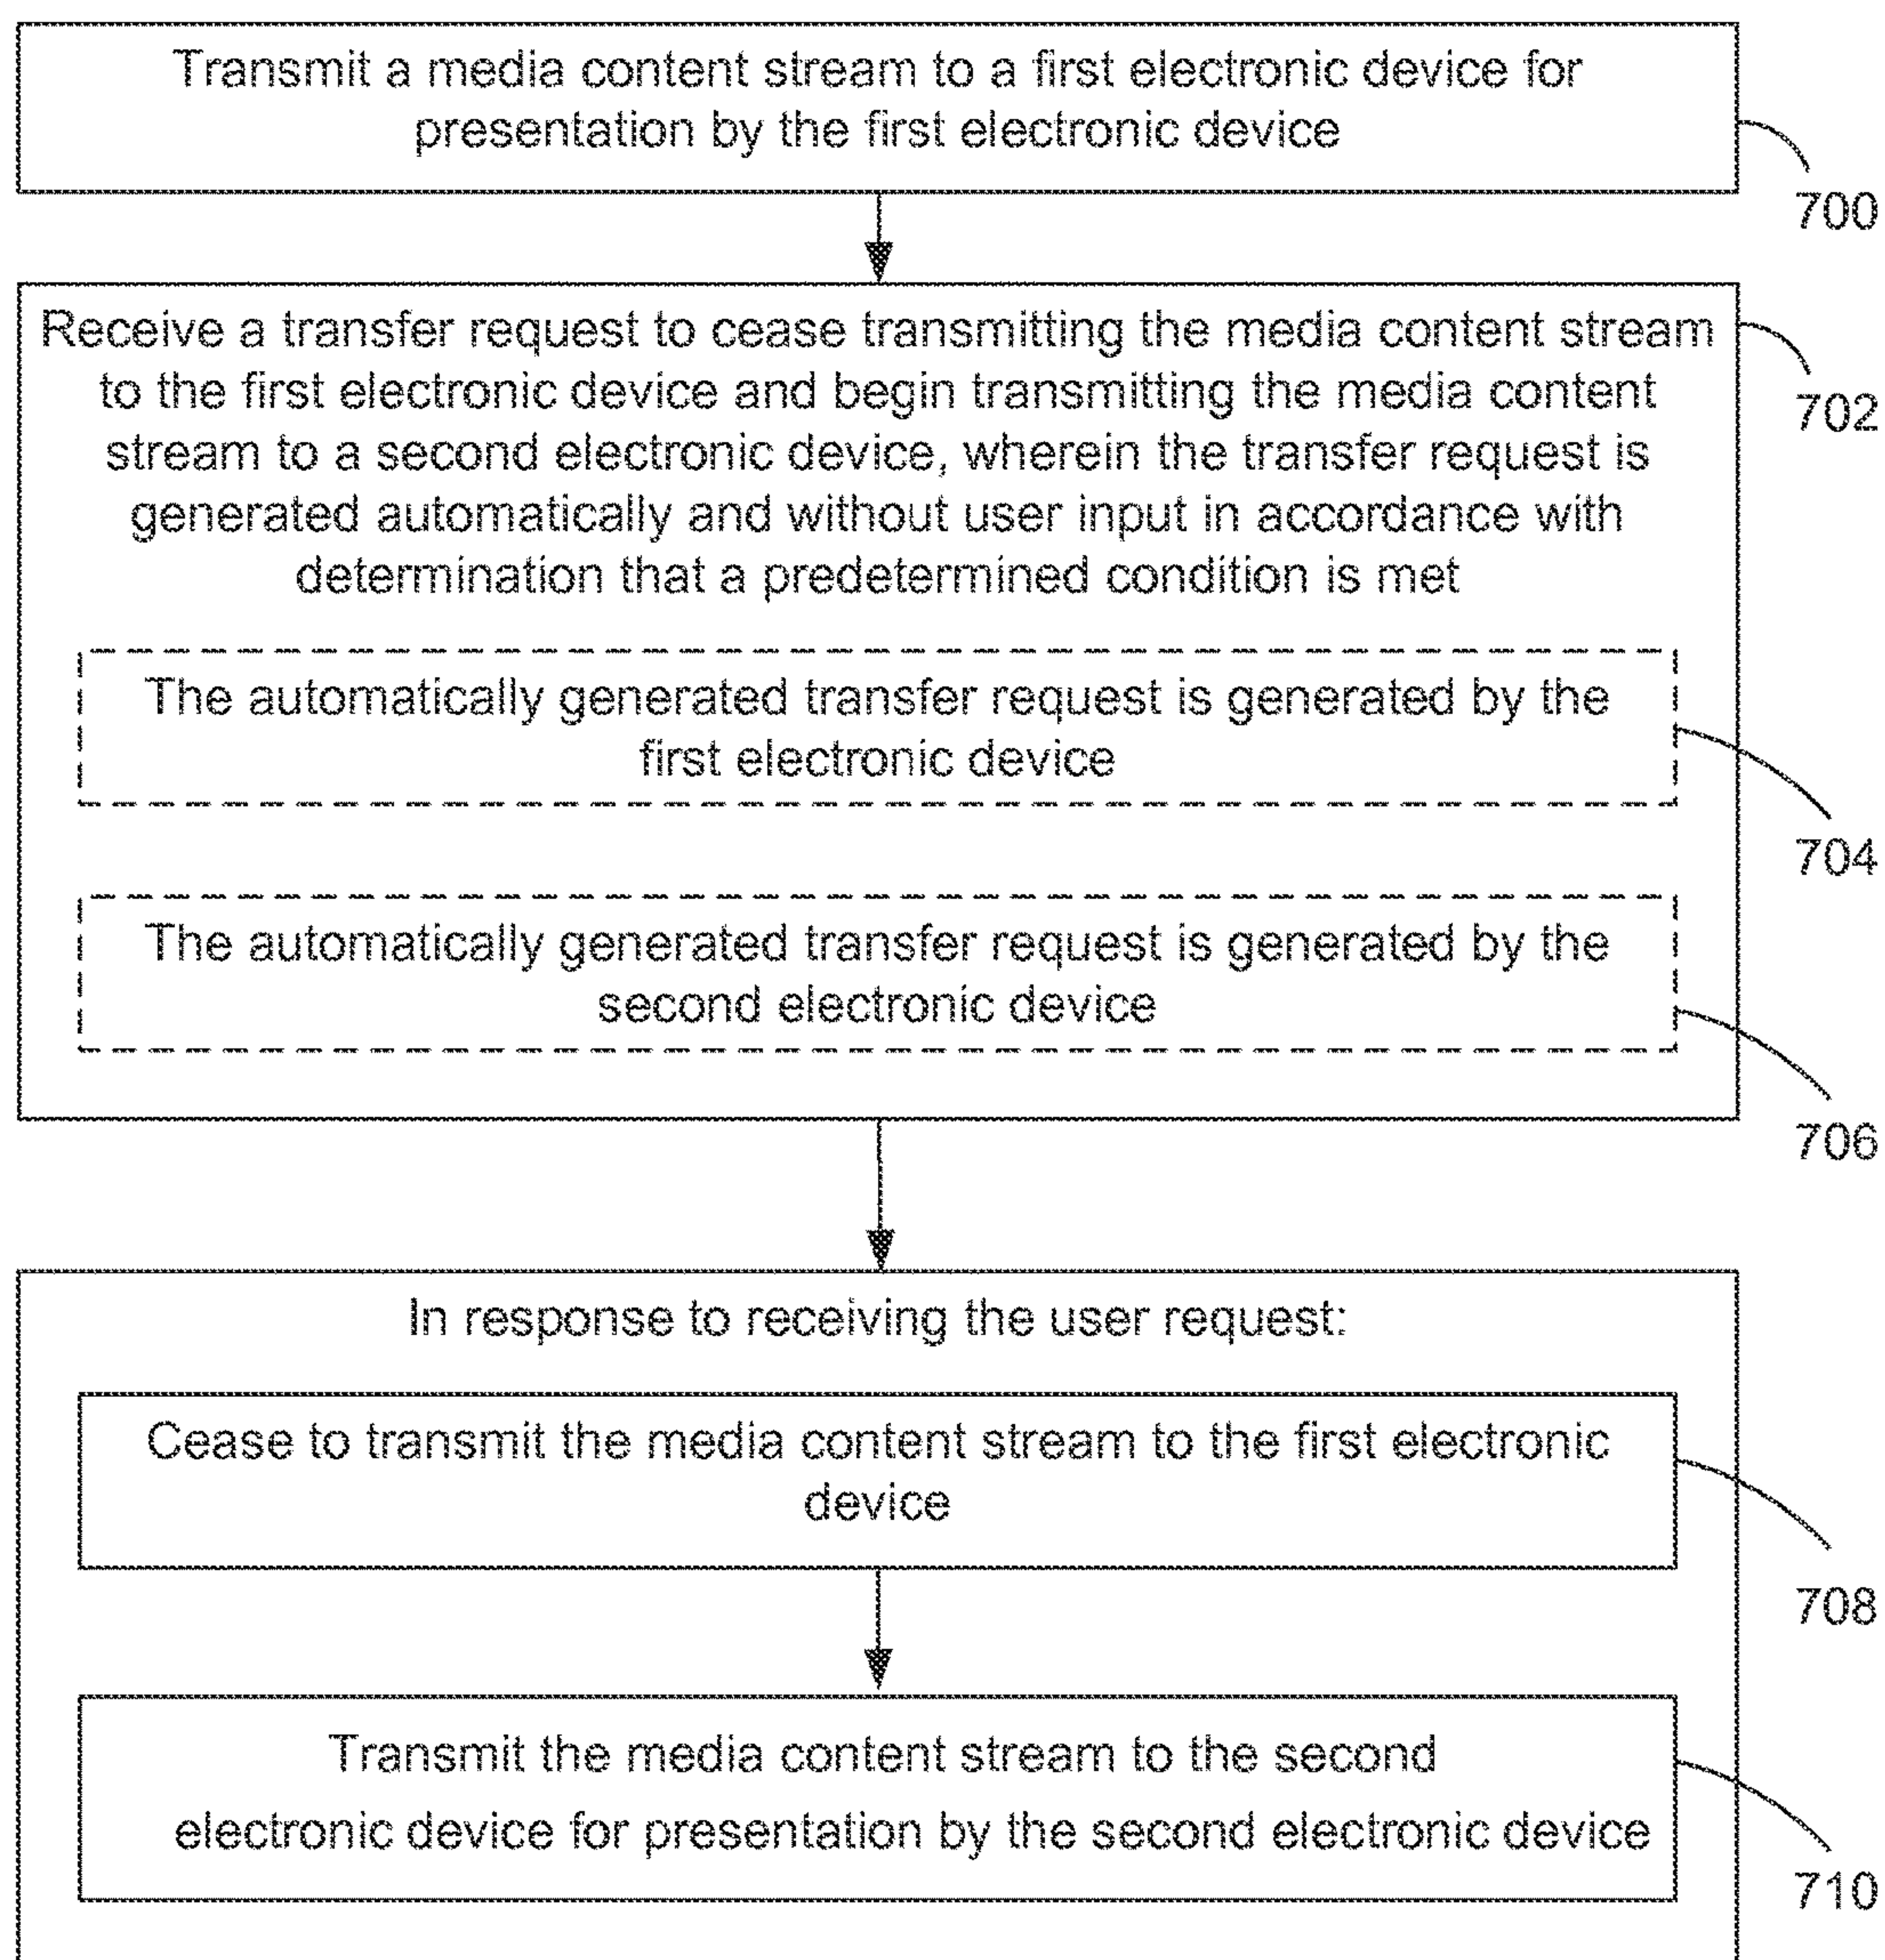 Transmit a media content stream to a first electronic device for
presentation by the first electronic device
700
Receive a transfer request to cease transmitting the media content stream
to the first electronic device and begin transmitting the media content
stream to a second electronic device, wherein the transfer request is
generated automatically and without user input in accordance with
determination that a predetermined condition is met
702
The automatically generated transfer request is generated by the
first electronic device
704
The automatically generated transfer request is generated by the
second electronic device
706
In response to receiving the user request:
Cease to transmit the media content stream to the first electronic
device
708
Transmit the media content stream to the second
electronic device for presentation by the second electronic device
710